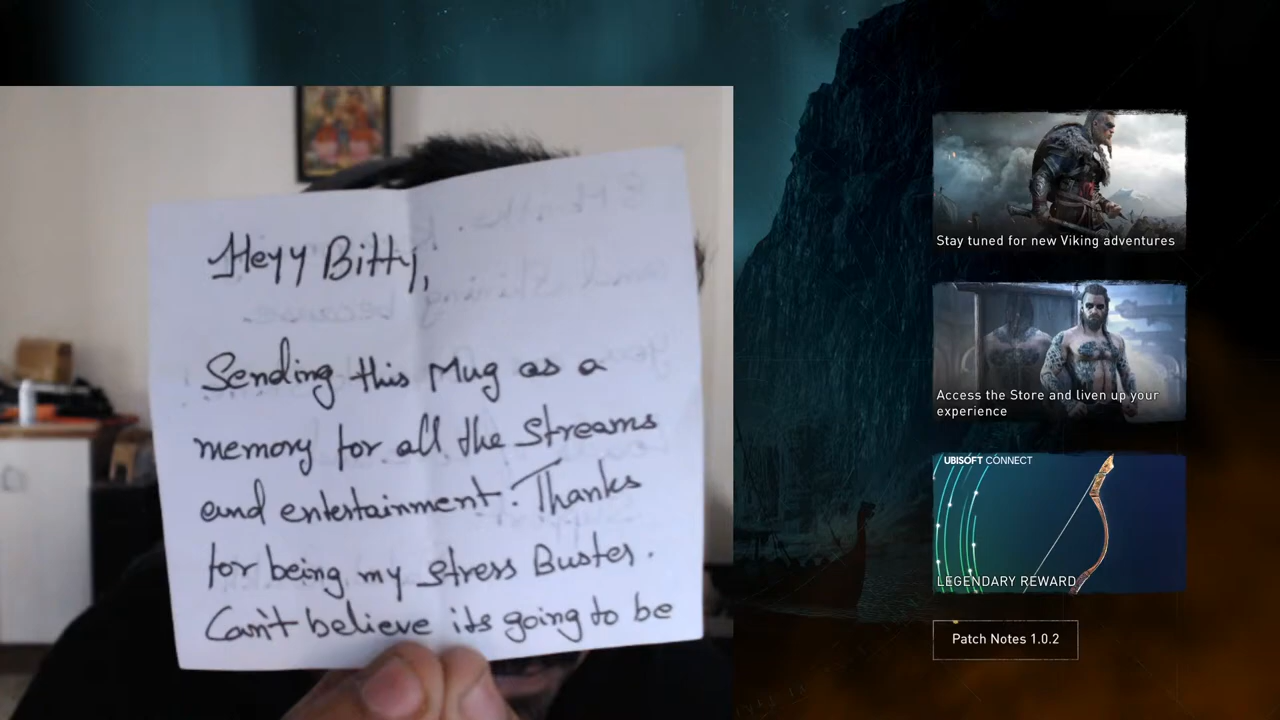 Heyy Bitty,
Sending this Mug as a
memory for all the Streams
and entertainment. Thanks
for being my stress Buster.
Can't believe its going to be
Stay tuned for new Viking adventures
Access the Store and liven up your
experience
UBISOFT CONNECT
LEGENDARY REWARD
Patch Notes 1.0.2